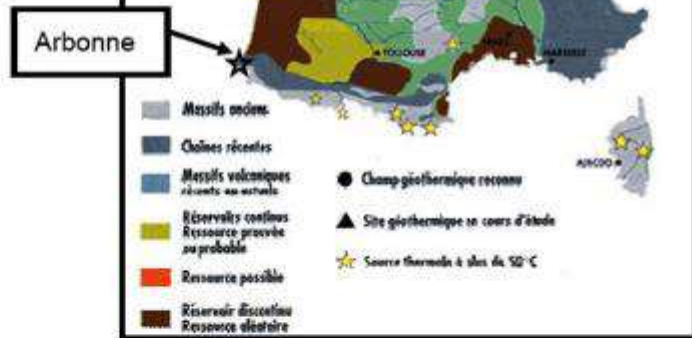 Arbonne
TOULOUSE
MARSEILLE
AJACCIO
Massifs anciens
Chaînes récentes
Massifs volcaniques
récents ou actuels
Réservoirs continus
Ressource prouvée
ou probable
Ressource possible
Réservoir discontinu
Ressource aléatoire
Champ géothermique reconnu
Site géothermique en cours d'étude
Source thermale à plus de 50°C